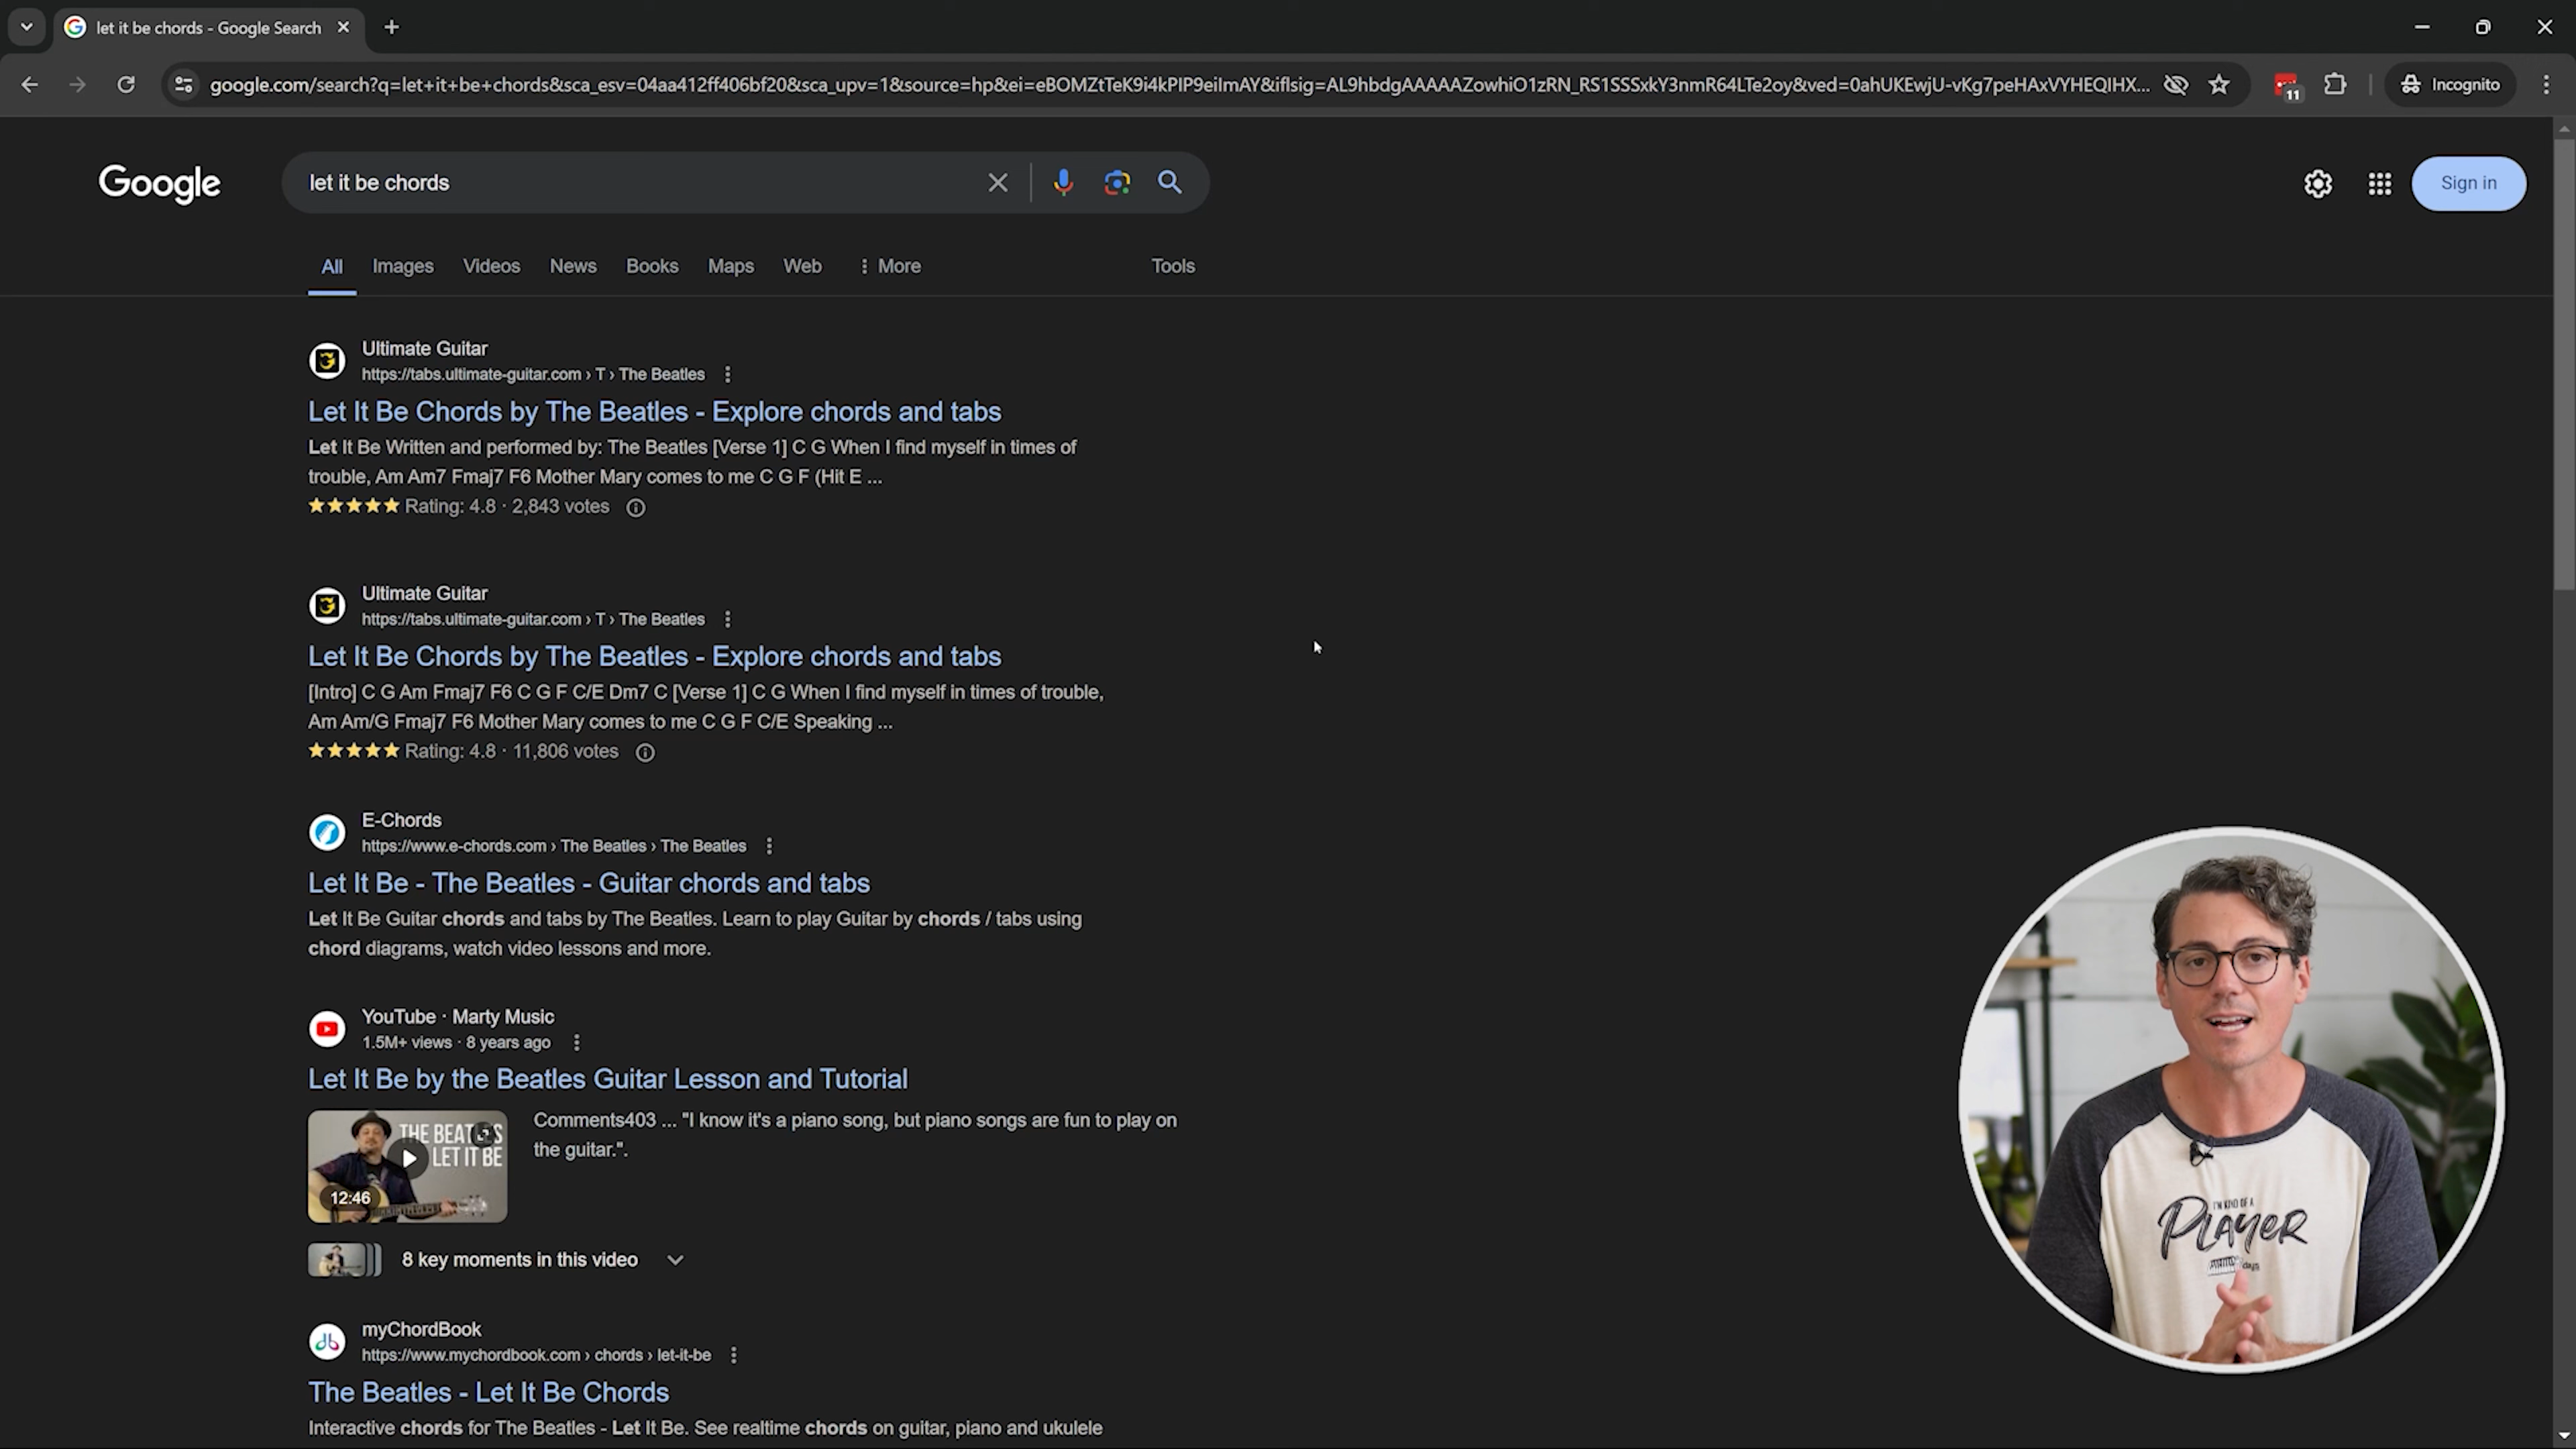 let it be chords - Google Search
google.com/search?q=let+it+be+chords&sca_esv=04aa412ff406bf20&sca_upv=1&source=hp&ei=eBOMZtTeK9i4kPIP9eiImAY&iflsig=AL9hbdgAAAAAZowhiO1zRN_RS1SSSxkY3nmR64LTe2oy&ved=0ahUKEwjU-vKg7peHAxVYHEQIHX...
11
Incognito
Google
let it be chords
Sign in
All Images Videos News Books Maps Web More Tools
Ultimate Guitar
https://tabs.ultimate-guitar.com › T › The Beatles
Let It Be Chords by The Beatles - Explore chords and tabs
Let It Be Written and performed by: The Beatles [Verse 1] C G When I find myself in times of
trouble, Am Am7 Fmaj7 F6 Mother Mary comes to me C G F (Hit E ...
Rating: 4.8 · 2,843 votes
Ultimate Guitar
https://tabs.ultimate-guitar.com › T › The Beatles
Let It Be Chords by The Beatles - Explore chords and tabs
[Intro] C G Am Fmaj7 F6 C G F C/E Dm7 C [Verse 1] C G When I find myself in times of trouble,
Am Am/G Fmaj7 F6 Mother Mary comes to me C G F C/E Speaking ...
Rating: 4.8 · 11,806 votes
E-Chords
https://www.e-chords.com › The Beatles › The Beatles
Let It Be - The Beatles - Guitar chords and tabs
Let It Be Guitar chords and tabs by The Beatles. Learn to play Guitar by chords / tabs using
chord diagrams, watch video lessons and more.
YouTube · Marty Music
1.5M+ views · 8 years ago
Let It Be by the Beatles Guitar Lesson and Tutorial
THE BEATLES
LET IT BE
12:46
Comments403 ... "I know it's a piano song, but piano songs are fun to play on
the guitar.".
8 key moments in this video
myChordBook
https://www.mychordbook.com › chords › let-it-be
The Beatles - Let It Be Chords
Interactive chords for The Beatles - Let It Be. See realtime chords on guitar, piano and ukulele
I'M KIND OF A
PLAYER